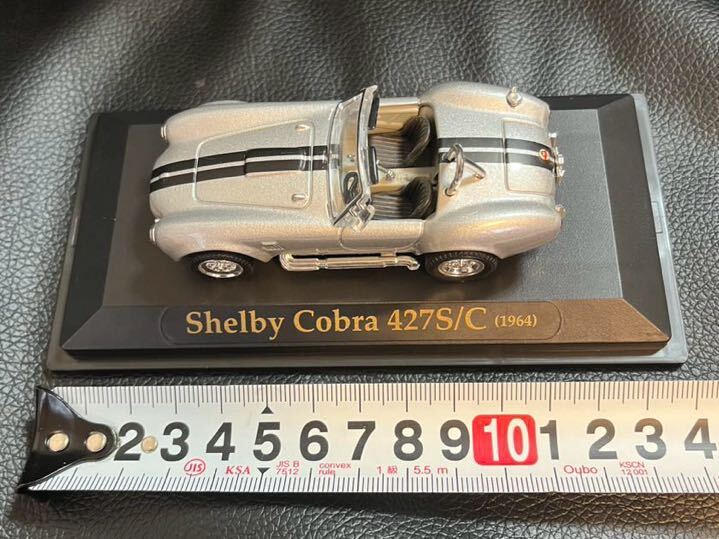 Shelby Cobra 427S/C (1964)
2 3 4 5 6 7 8 9 10 1 2 3 4
JIS KSA JIS B 7512 convex rule 1 級 5.5 m Oybo KSCN 12001